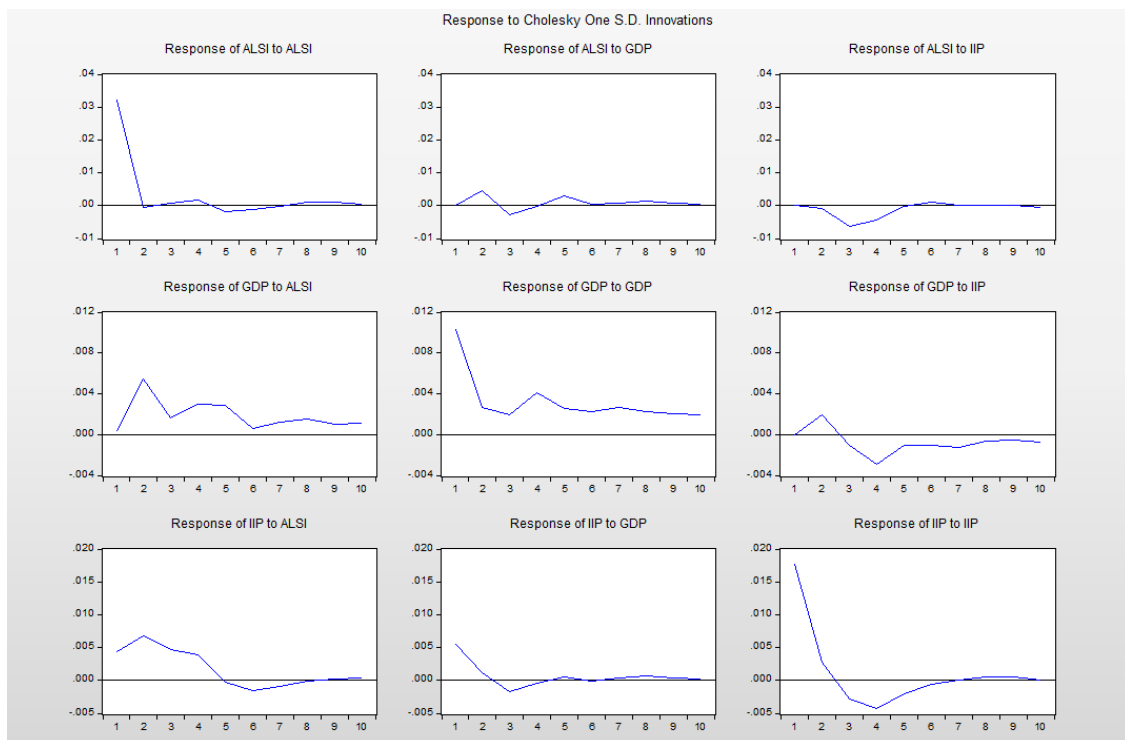 Response to Cholesky One S.D. Innovations
Response of ALSI to ALSI
.04
.03
.02
.01
.00
-.01
1 2 3 4 5 6 7 8 9 10
Response of ALSI to GDP
.04
.03
.02
.01
.00
-.01
1 2 3 4 5 6 7 8 9 10
Response of ALSI to IIP
.04
.03
.02
.01
.00
-.01
1 2 3 4 5 6 7 8 9 10
Response of GDP to ALSI
.012
.008
.004
.000
-.004
1 2 3 4 5 6 7 8 9 10
Response of GDP to GDP
.012
.008
.004
.000
-.004
1 2 3 4 5 6 7 8 9 10
Response of GDP to IIP
.012
.008
.004
.000
-.004
1 2 3 4 5 6 7 8 9 10
Response of IIP to ALSI
.020
.015
.010
.005
.000
-.005
1 2 3 4 5 6 7 8 9 10
Response of IIP to GDP
.020
.015
.010
.005
.000
-.005
1 2 3 4 5 6 7 8 9 10
Response of IIP to IIP
.020
.015
.010
.005
.000
-.005
1 2 3 4 5 6 7 8 9 10